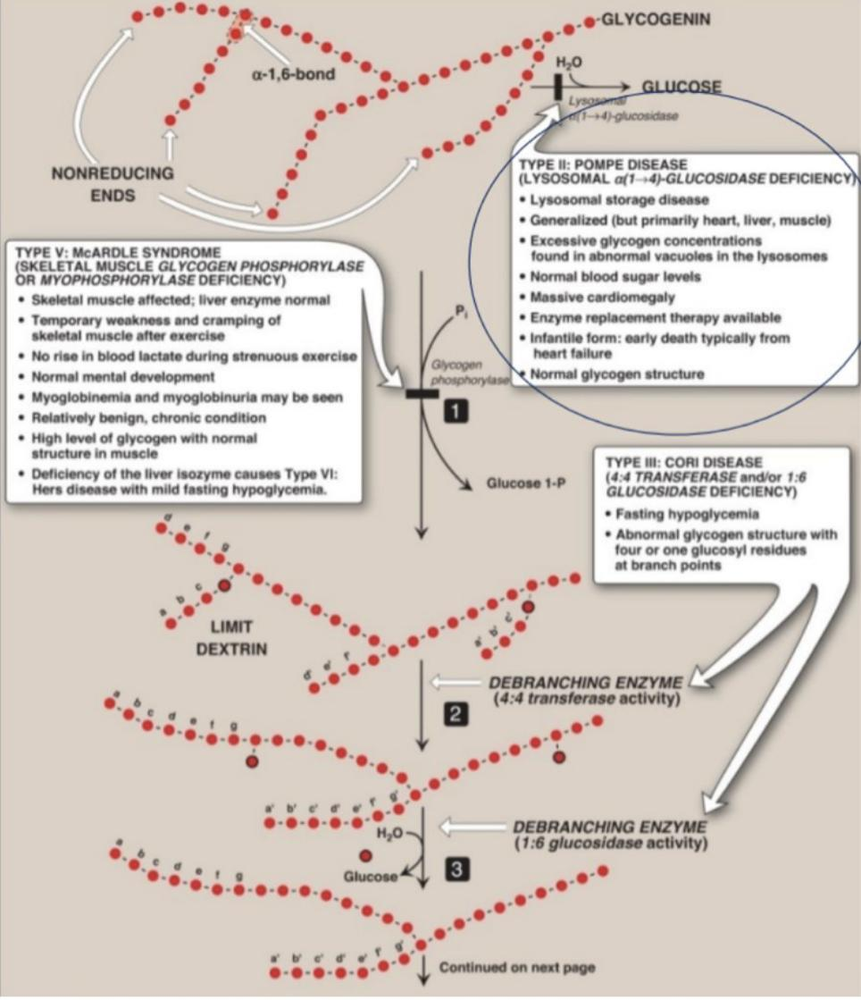 GLYCOGENIN
α-1,6-bond
H₂O
GLUCOSE
Lysosomal
α(1→4)-glucosidase
NONREDUCING
ENDS
TYPE II: POMPE DISEASE
(LYSOSOMAL α(1→4)-GLUCOSIDASE DEFICIENCY)
• Lysosomal storage disease
• Generalized (but primarily heart, liver, muscle)
• Excessive glycogen concentrations
found in abnormal vacuoles in the lysosomes
• Normal blood sugar levels
• Massive cardiomegaly
• Enzyme replacement therapy available
• Infantile form: early death typically from
heart failure
• Normal glycogen structure
TYPE V: McARDLE SYNDROME
(SKELETAL MUSCLE GLYCOGEN PHOSPHORYLASE
OR MYOPHOSPHORYLASE DEFICIENCY)
• Skeletal muscle affected; liver enzyme normal
• Temporary weakness and cramping of
skeletal muscle after exercise
• No rise in blood lactate during strenuous exercise
• Normal mental development
• Myoglobinemia and myoglobinuria may be seen
• Relatively benign, chronic condition
• High level of glycogen with normal
structure in muscle
• Deficiency of the liver isozyme causes Type VI:
Hers disease with mild fasting hypoglycemia.
Pi
Glycogen
phosphorylase
1
Glucose 1-P
TYPE III: CORI DISEASE
(4:4 TRANSFERASE and/or 1:6
GLUCOSIDASE DEFICIENCY)
• Fasting hypoglycemia
• Abnormal glycogen structure with
four or one glucosyl residues
at branch points
d e f g
a b c
LIMIT
DEXTRIN
d' e' f'
a' b' c'
DEBRANCHING ENZYME
(4:4 transferase activity)
2
a b c d e f g
a' b' c' d' e' f' g'
H₂O
DEBRANCHING ENZYME
(1:6 glucosidase activity)
Glucose
3
a b c d e f g
a' b' c' d' e' f' g'
Continued on next page